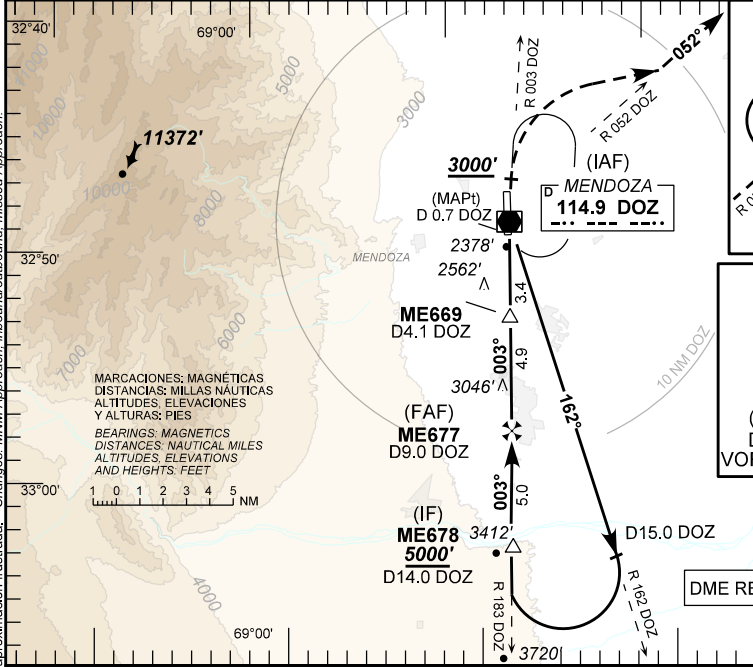 32°40'
69°00'
11000
10000
11372'
10000
8000
5000
3000
R 003 DOZ
052°
R 052 DOZ
3000'
(IAF)
D MENDOZA
114.9 DOZ
(MAPt)
D 0.7 DOZ
2378'
32°50'
MENDOZA
2562'
3.4
ME669
D4.1 DOZ
6000
7000
003°
4.9
3046'
162°
10 NM DOZ
MARCACIONES: MAGNÉTICAS
DISTANCIAS: MILLAS NÁUTICAS
ALTITUDES, ELEVACIONES
Y ALTURAS: PIES
BEARINGS: MAGNETICS
DISTANCES: NAUTICAL MILES
ALTITUDES, ELEVATIONS
AND HEIGHTS: FEET
(FAF)
ME677
D9.0 DOZ
33°00'
1 0 1 2 3 4 5 NM
003°
5.0
(IF)
ME678
5000'
D14.0 DOZ
3412'
D15.0 DOZ
R 183 DOZ
R 162 DOZ
4000
69°00'
3720'
DME RE
VOR